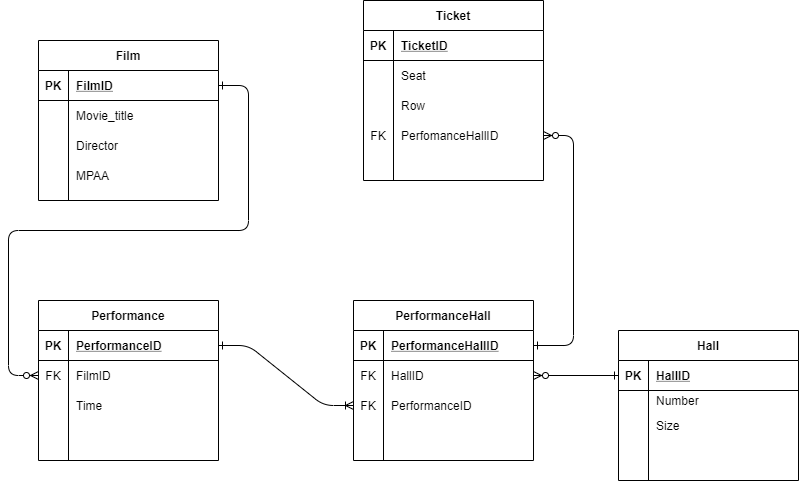 Ticket
PK TicketID
Seat
Row
FK PerfomanceHallID
Film
PK FilmID
Movie_title
Director
MPAA
Performance
PK PerformanceID
FK FilmID
Time
PerformanceHall
PK PerformanceHallID
FK HallID
FK PerformanceID
Hall
PK HallID
Number
Size